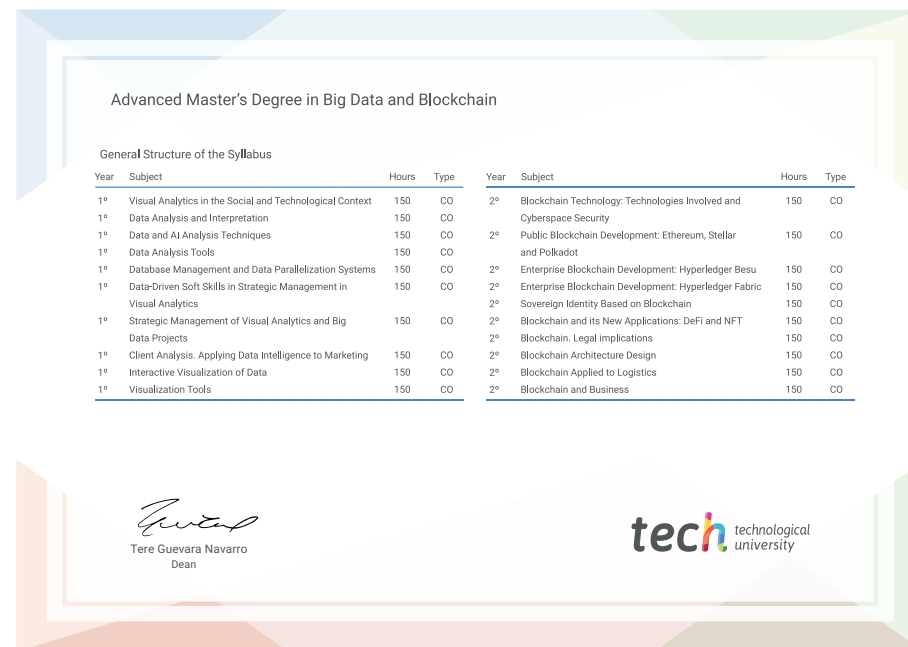 Advanced Master's Degree in Big Data and Blockchain
General Structure of the Syllabus
Year Subject Hours Type
1º Visual Analytics in the Social and Technological Context 150 CO
1º Data Analysis and Interpretation 150 CO
1º Data and AI Analysis Techniques 150 CO
1º Data Analysis Tools 150 CO
1º Database Management and Data Parallelization Systems 150 CO
1º Data-Driven Soft Skills in Strategic Management in 150 CO
Visual Analytics
1º Strategic Management of Visual Analytics and Big 150 CO
Data Projects
1º Client Analysis. Applying Data Intelligence to Marketing 150 CO
1º Interactive Visualization of Data 150 CO
1º Visualization Tools 150 CO
Year Subject Hours Type
2º Blockchain Technology: Technologies Involved and 150 CO
Cyberspace Security
2º Public Blockchain Development: Ethereum, Stellar 150 CO
and Polkadot
2º Enterprise Blockchain Development: Hyperledger Besu 150 CO
2º Enterprise Blockchain Development: Hyperledger Fabric 150 CO
2º Sovereign Identity Based on Blockchain 150 CO
2º Blockchain and its New Applications: DeFi and NFT 150 CO
2º Blockchain. Legal implications 150 CO
2º Blockchain Architecture Design 150 CO
2º Blockchain Applied to Logistics 150 CO
2º Blockchain and Business 150 CO
Tere Guevara Navarro
Dean
tech technological
university